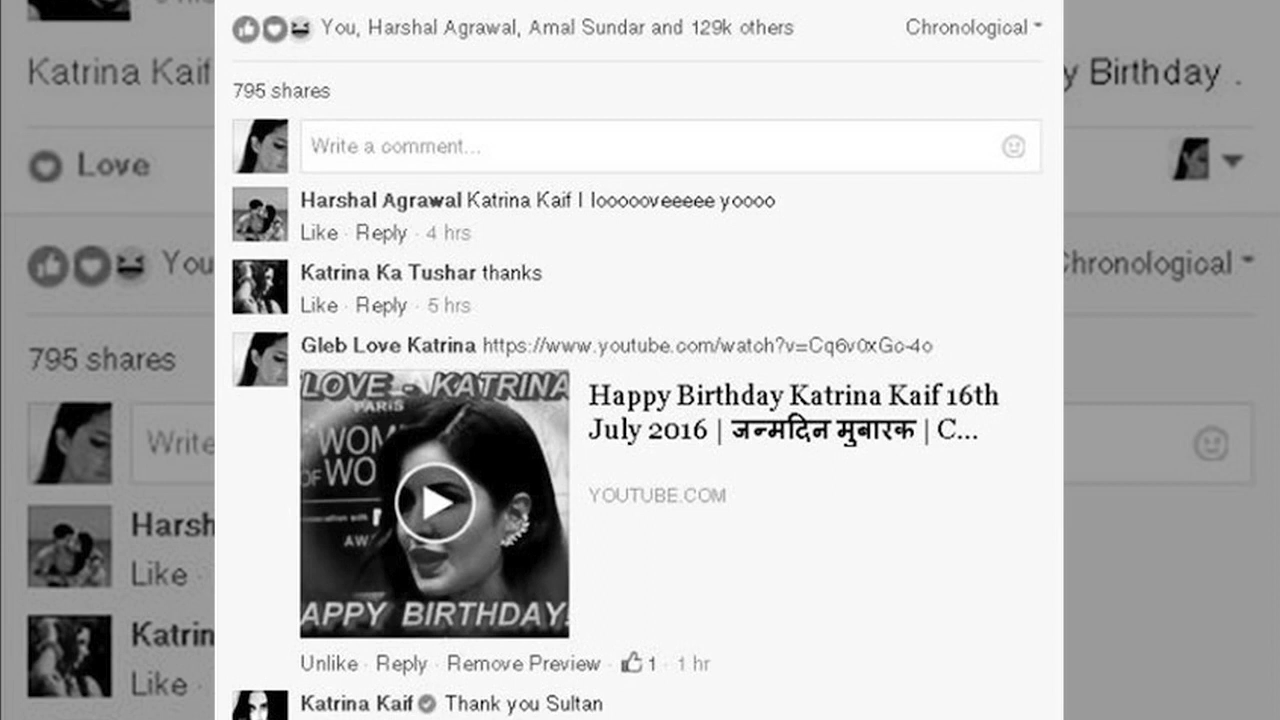 You, Harshal Agrawal, Amal Sundar and 129k others
Chronological
795 shares
Write a comment...
Harshal Agrawal Katrina Kaif I loooooveeeee yoooo
Like · Reply · 4 hrs
Katrina Ka Tushar thanks
Like · Reply · 5 hrs
Gleb Love Katrina https://www.youtube.com/watch?v=Cq6v0xGc-4o
LOVE - KATRINA
PARIS
WOM
OF WO
AW
APPY BIRTHDAY!
Happy Birthday Katrina Kaif 16th
July 2016 | जन्मदिन मुबारक | C...
YOUTUBE.COM
Unlike · Reply · Remove Preview · 1 · 1 hr
Katrina Kaif Thank you Sultan
Katrina Kaif
y Birthday .
Love
You
Chronological
795 shares
Write
Harsh
Like ·
Katrin
Like ·